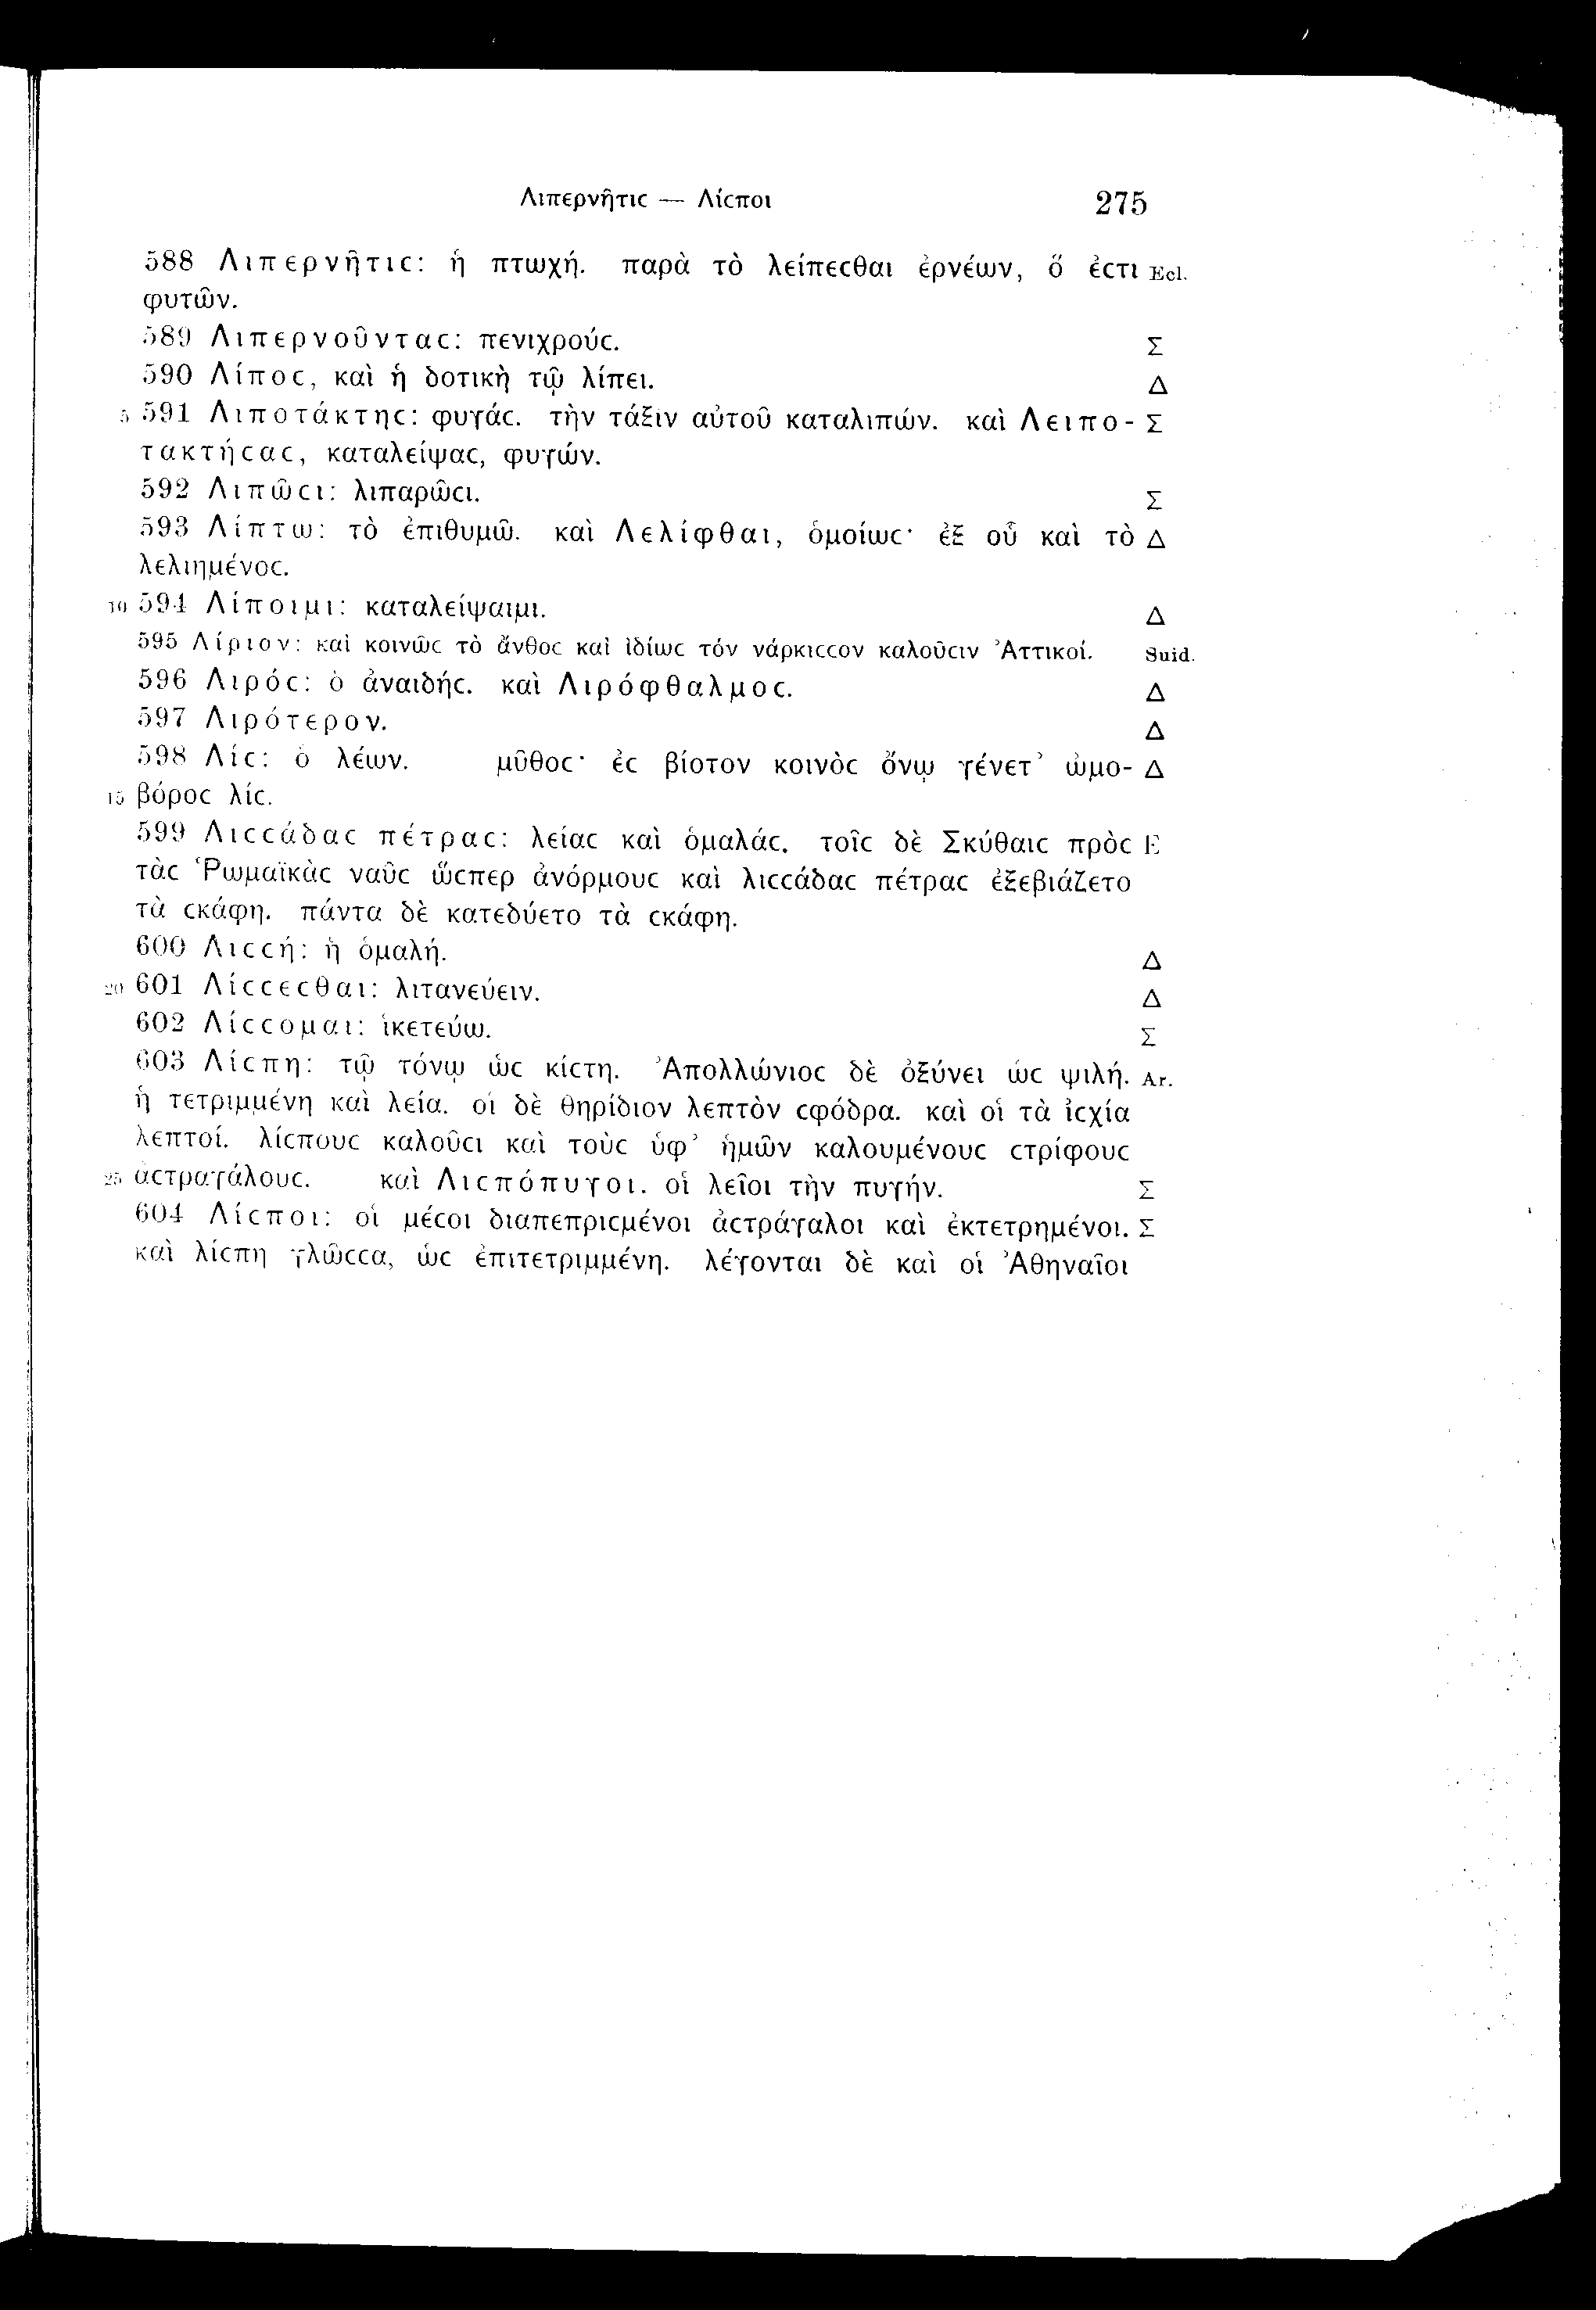 Λιπερνῆτιϲ — Λίϲποι 275
588 Λιπερνῆτιϲ: ἡ πτωχή. παρὰ τὸ λείπεϲθαι ἐρνέων, ὅ ἐϲτι Ecl.
φυτῶν.
589 Λιπερνοῦνταϲ: πενιχρούϲ. Σ
590 Λίποϲ, καὶ ἡ δοτικὴ τῷ λίπει. Δ
5 591 Λιποτάκτηϲ: φυγάϲ. τὴν τάξιν αὐτοῦ καταλιπών. καὶ Λειπο- Σ
τακτήϲαϲ, καταλείψαϲ, φυγών.
592 Λιπῶϲι: λιπαρῶϲι. Σ
593 Λίπτω: τὸ ἐπιθυμῶ. καὶ Λελίφθαι, ὁμοίωϲ· ἐξ οὗ καὶ τὸ Δ
λελιημένοϲ.
10 594 Λίποιμι: καταλείψαιμι. Δ
595 Λίριον: καὶ κοινῶϲ τὸ ἄνθοϲ καὶ ἰδίωϲ τόν νάρκιϲϲον καλοῦϲιν Ἀττικοί. Suid.
596 Λιρόϲ: ὁ ἀναιδήϲ. καὶ Λιρόφθαλμοϲ. Δ
597 Λιρότερον. Δ
598 Λίϲ: ὁ λέων. μῦθοϲ· ἐϲ βίοτον κοινὸϲ ὄνῳ γένετ’ ὠμο- Δ
15 βόροϲ λίϲ.
599 Λιϲϲάδαϲ πέτραϲ: λείαϲ καὶ ὁμαλάϲ. τοῖϲ δὲ Σκύθαιϲ πρὸϲ E
τὰϲ Ῥωμαϊκὰϲ ναῦϲ ὥϲπερ ἀνόρμουϲ καὶ λιϲϲάδαϲ πέτραϲ ἐξεβιάζετο
τὰ ϲκάφη. πάντα δὲ κατεδύετο τὰ ϲκάφη.
600 Λιϲϲή: ἡ ὁμαλή. Δ
20 601 Λίϲϲεϲθαι: λιτανεύειν. Δ
602 Λίϲϲομαι: ἱκετεύω. Σ
603 Λίϲπη: τῷ τόνῳ ὡϲ κίϲτη. Ἀπολλώνιοϲ δὲ ὀξύνει ὡϲ ψιλή. Ar.
ἡ τετριμμένη καὶ λεία. οἱ δὲ θηρίδιον λεπτὸν ϲφόδρα. καὶ οἱ τὰ ἰϲχία
λεπτοί. λίϲπουϲ καλοῦϲι καὶ τοὺϲ ὑφ’ ἡμῶν καλουμένουϲ ϲτρίφουϲ
25 ἀϲτραγάλουϲ. καὶ Λιϲπόπυγοι. οἱ λεῖοι τὴν πυγήν. Σ
604 Λίϲποι: οἱ μέϲοι διαπεπριϲμένοι ἀϲτράγαλοι καὶ ἐκτετρημένοι. Σ
καὶ λίϲπη γλῶϲϲα, ὡϲ ἐπιτετριμμένη. λέγονται δὲ καὶ οἱ Ἀθηναῖοι